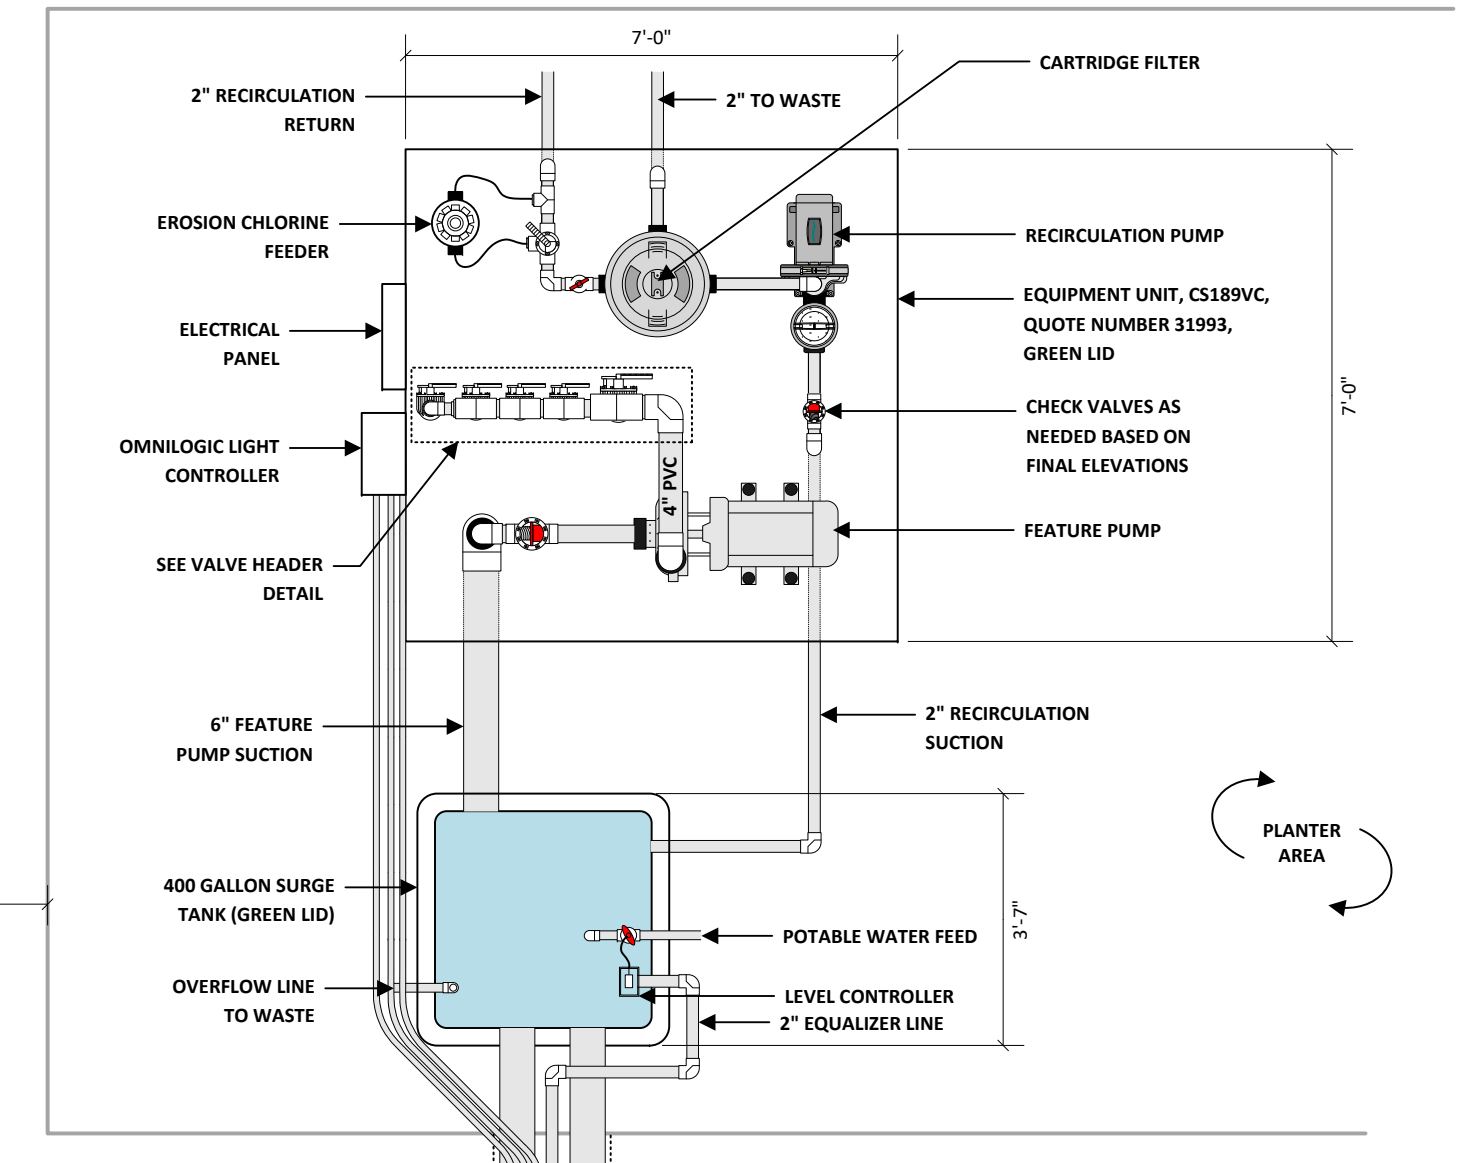 7'-0"
CARTRIDGE FILTER
2" RECIRCULATION
RETURN
2" TO WASTE
EROSION CHLORINE
FEEDER
RECIRCULATION PUMP
ELECTRICAL
PANEL
EQUIPMENT UNIT, CS189VC,
QUOTE NUMBER 31993,
GREEN LID
7'-0"
CHECK VALVES AS
NEEDED BASED ON
FINAL ELEVATIONS
OMNILOGIC LIGHT
CONTROLLER
4" PVC
FEATURE PUMP
SEE VALVE HEADER
DETAIL
6" FEATURE
PUMP SUCTION
2" RECIRCULATION
SUCTION
PLANTER
AREA
400 GALLON SURGE
TANK (GREEN LID)
3'-7"
POTABLE WATER FEED
OVERFLOW LINE
TO WASTE
LEVEL CONTROLLER
2" EQUALIZER LINE